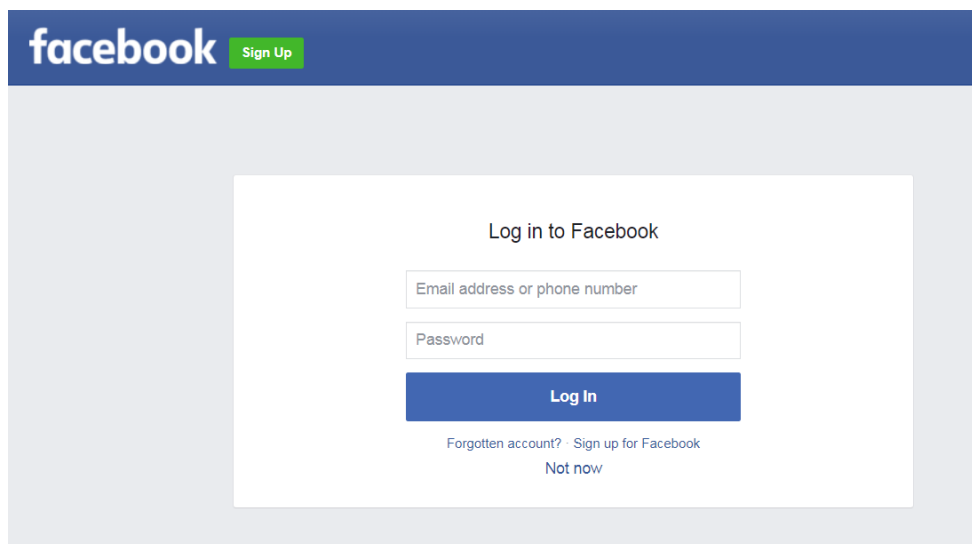 facebook Sign Up
Log in to Facebook
Email address or phone number
Password
Log In
Forgotten account? · Sign up for Facebook
Not now